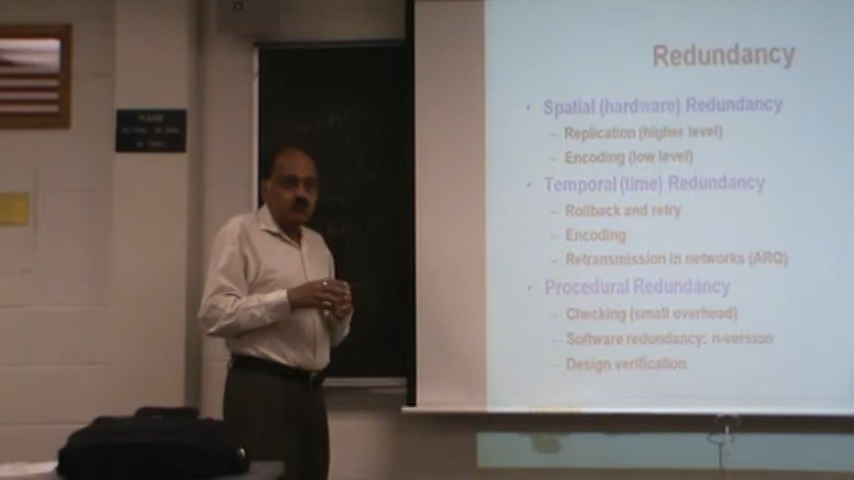 Redundancy
• Spatial (hardware) Redundancy
– Replication (higher level)
– Encoding (low level)
• Temporal (time) Redundancy
– Rollback and retry
– Encoding
– Retransmission in networks (ARQ)
• Procedural Redundancy
– Checking (small overhead)
– Software redundancy: n-version
– Design verification